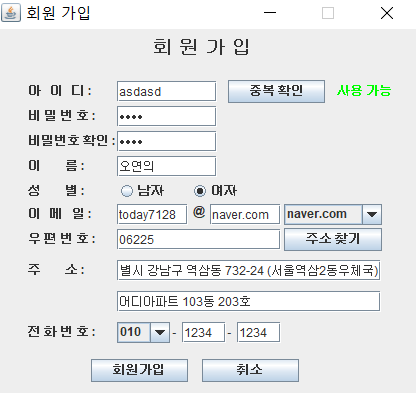 회원 가입
회 원 가 입
아 이 디 : asdasd 중복 확인 사용 가능
비 밀 번 호 : ••••
비밀번호 확인 : ••••
이 름 : 오연의
성 별 : 남자 여자
이 메 일 : today7128 @ naver.com naver.com
우 편 번 호 : 06225 주소 찾기
주 소 : 별시 강남구 역삼동 732-24 (서울역삼2동우체국)
어디아파트 103동 203호
전 화 번 호 : 010 - 1234 - 1234
회원가입 취소